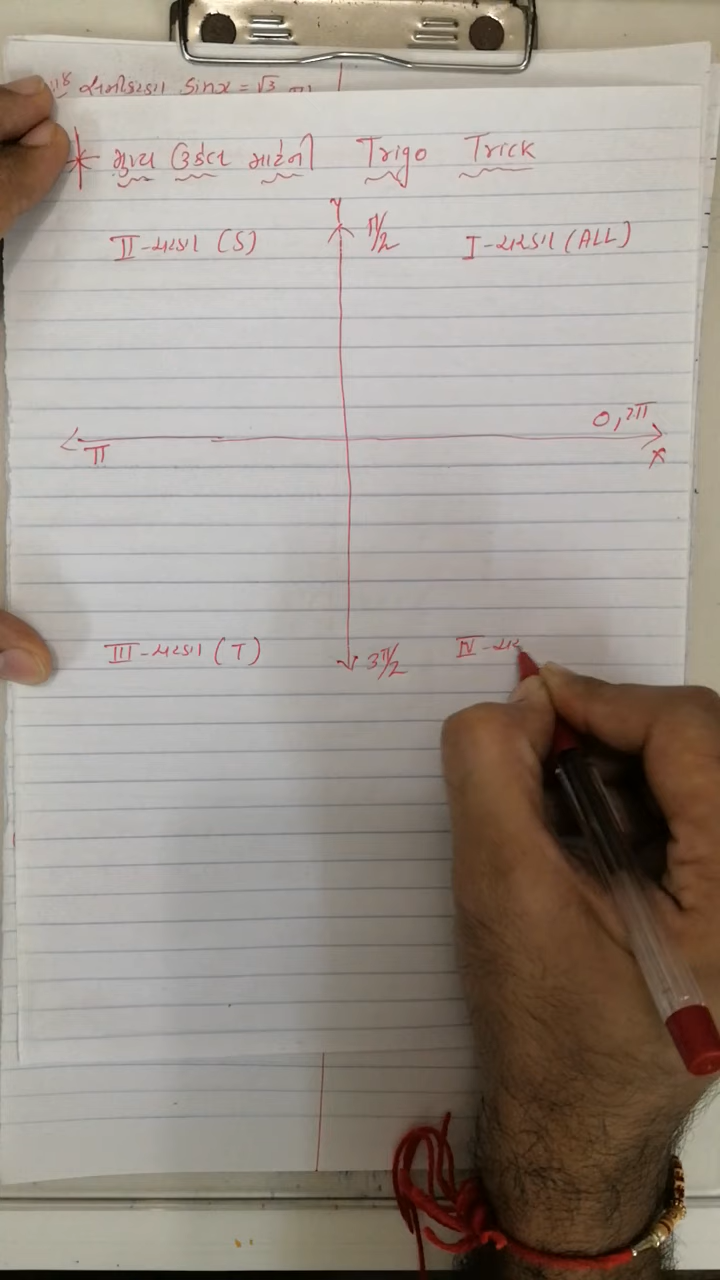 સમીકરણ sinx = √3
* મુખ્ય ઉકેલ માટેની Trigo Trick
Y
π/2
II-ચરણ (S)
I-ચરણ (ALL)
0, 2π
π
X
III-ચરણ (T)
3π/2
IV-ચર